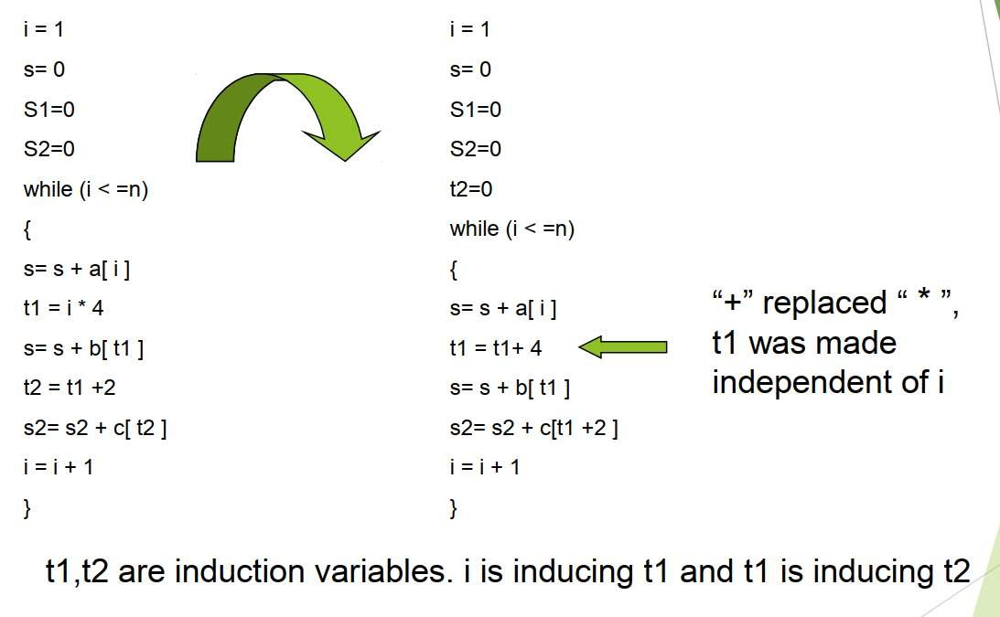 i = 1
s= 0
S1=0
S2=0
while (i < =n)
{
s= s + a[ i ]
t1 = i * 4
s= s + b[ t1 ]
t2 = t1 +2
s2= s2 + c[ t2 ]
i = i + 1
}
i = 1
s= 0
S1=0
S2=0
t2=0
while (i < =n)
{
s= s + a[ i ]
t1 = t1+ 4
s= s + b[ t1 ]
s2= s2 + c[t1 +2 ]
i = i + 1
}
“+” replaced “ * ”,
t1 was made
independent of i
t1,t2 are induction variables. i is inducing t1 and t1 is inducing t2